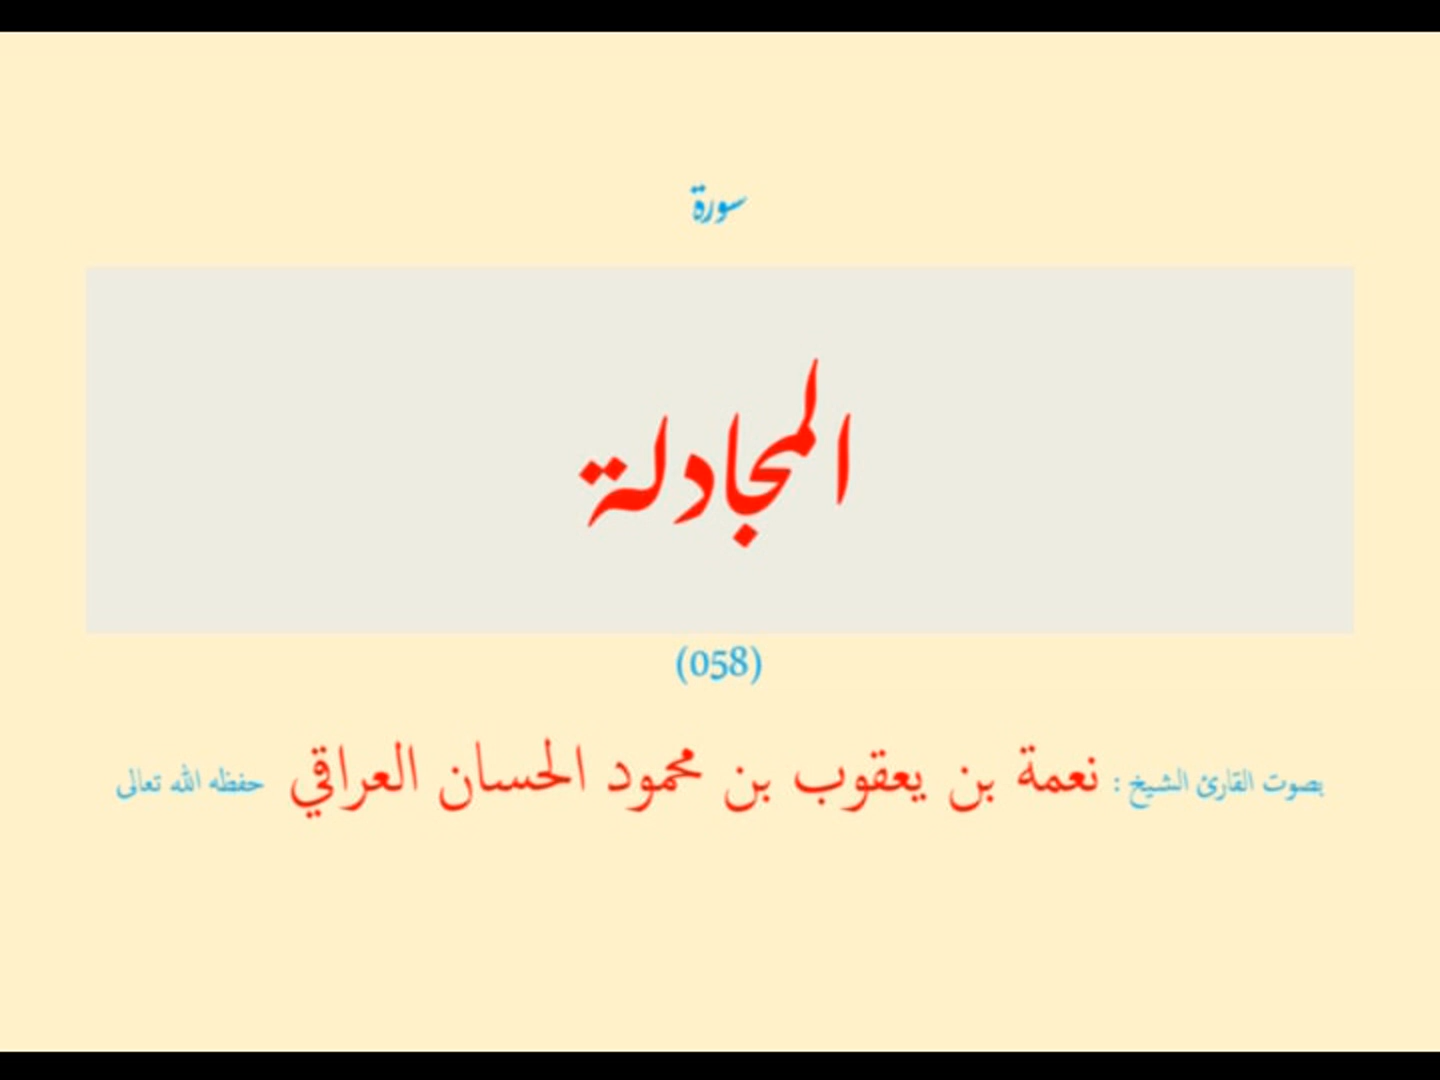 سورة
المجادلة
(058)
بصوت القارئ الشيخ : نعمة بن يعقوب بن محمود الحسان العراقي حفظه الله تعالى